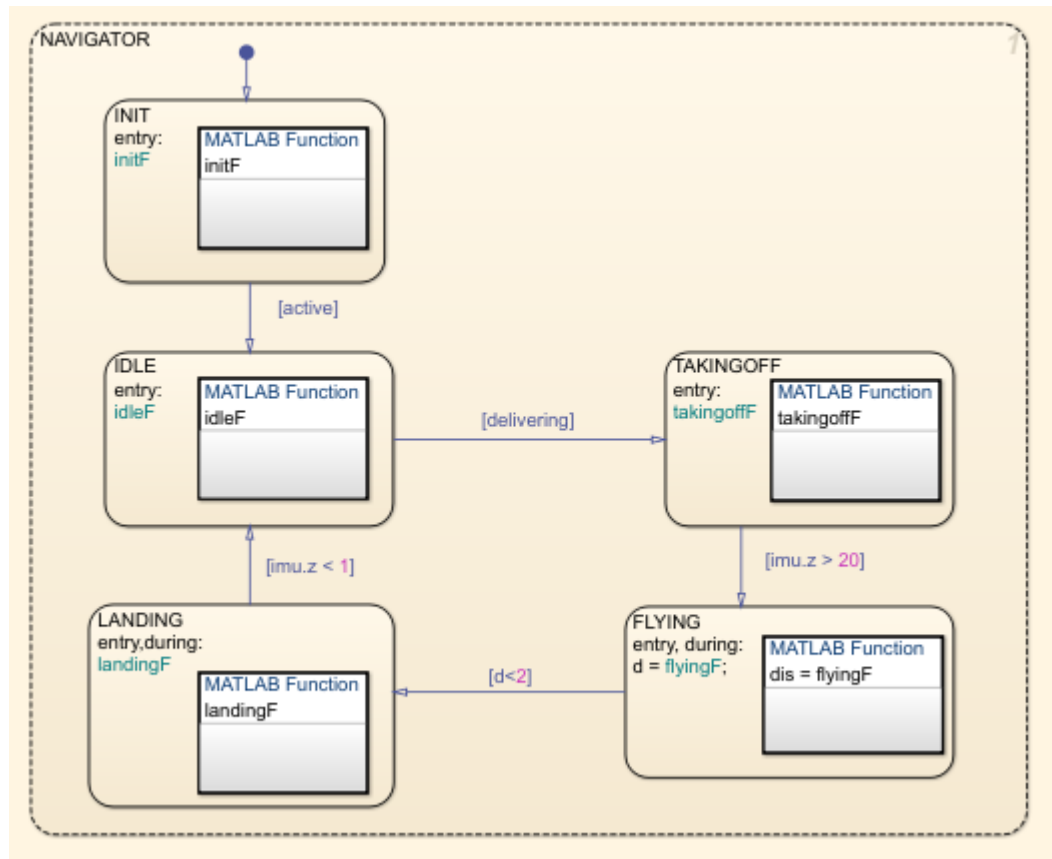 NAVIGATOR
1
INIT
entry:
initF
MATLAB Function
initF
[active]
IDLE
entry:
idleF
MATLAB Function
idleF
[delivering]
TAKINGOFF
entry:
takingoffF
MATLAB Function
takingoffF
[imu.z < 1]
[imu.z > 20]
LANDING
entry,during:
landingF
MATLAB Function
landingF
[d<2]
FLYING
entry, during:
d = flyingF;
MATLAB Function
dis = flyingF